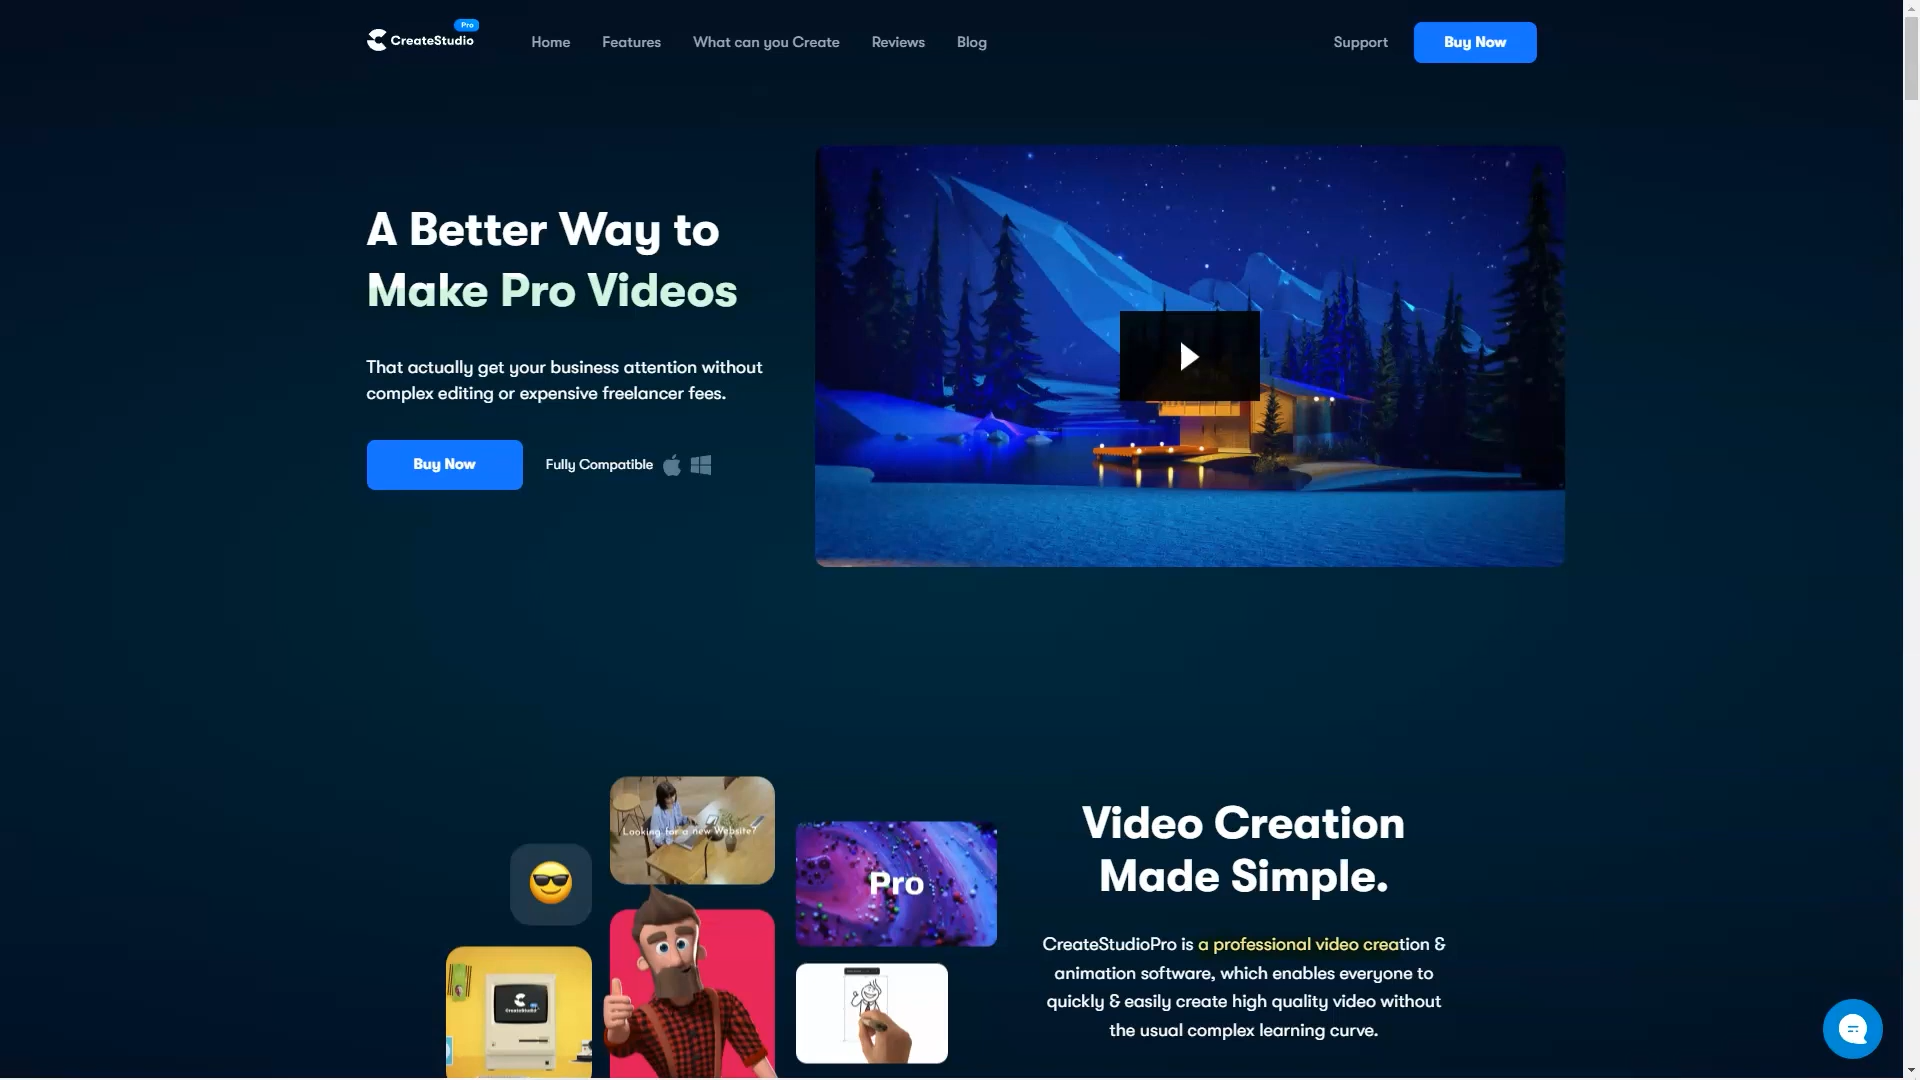 CreateStudio Pro
Home Features What can you Create Reviews Blog Support Buy Now
A Better Way to
Make Pro Videos
That actually get your business attention without
complex editing or expensive freelancer fees.
Buy Now Fully Compatible
Looking for a new Website?
Pro
CreateStudio
Video Creation
Made Simple.
CreateStudioPro is a professional video creation &
animation software, which enables everyone to
quickly & easily create high quality video without
the usual complex learning curve.